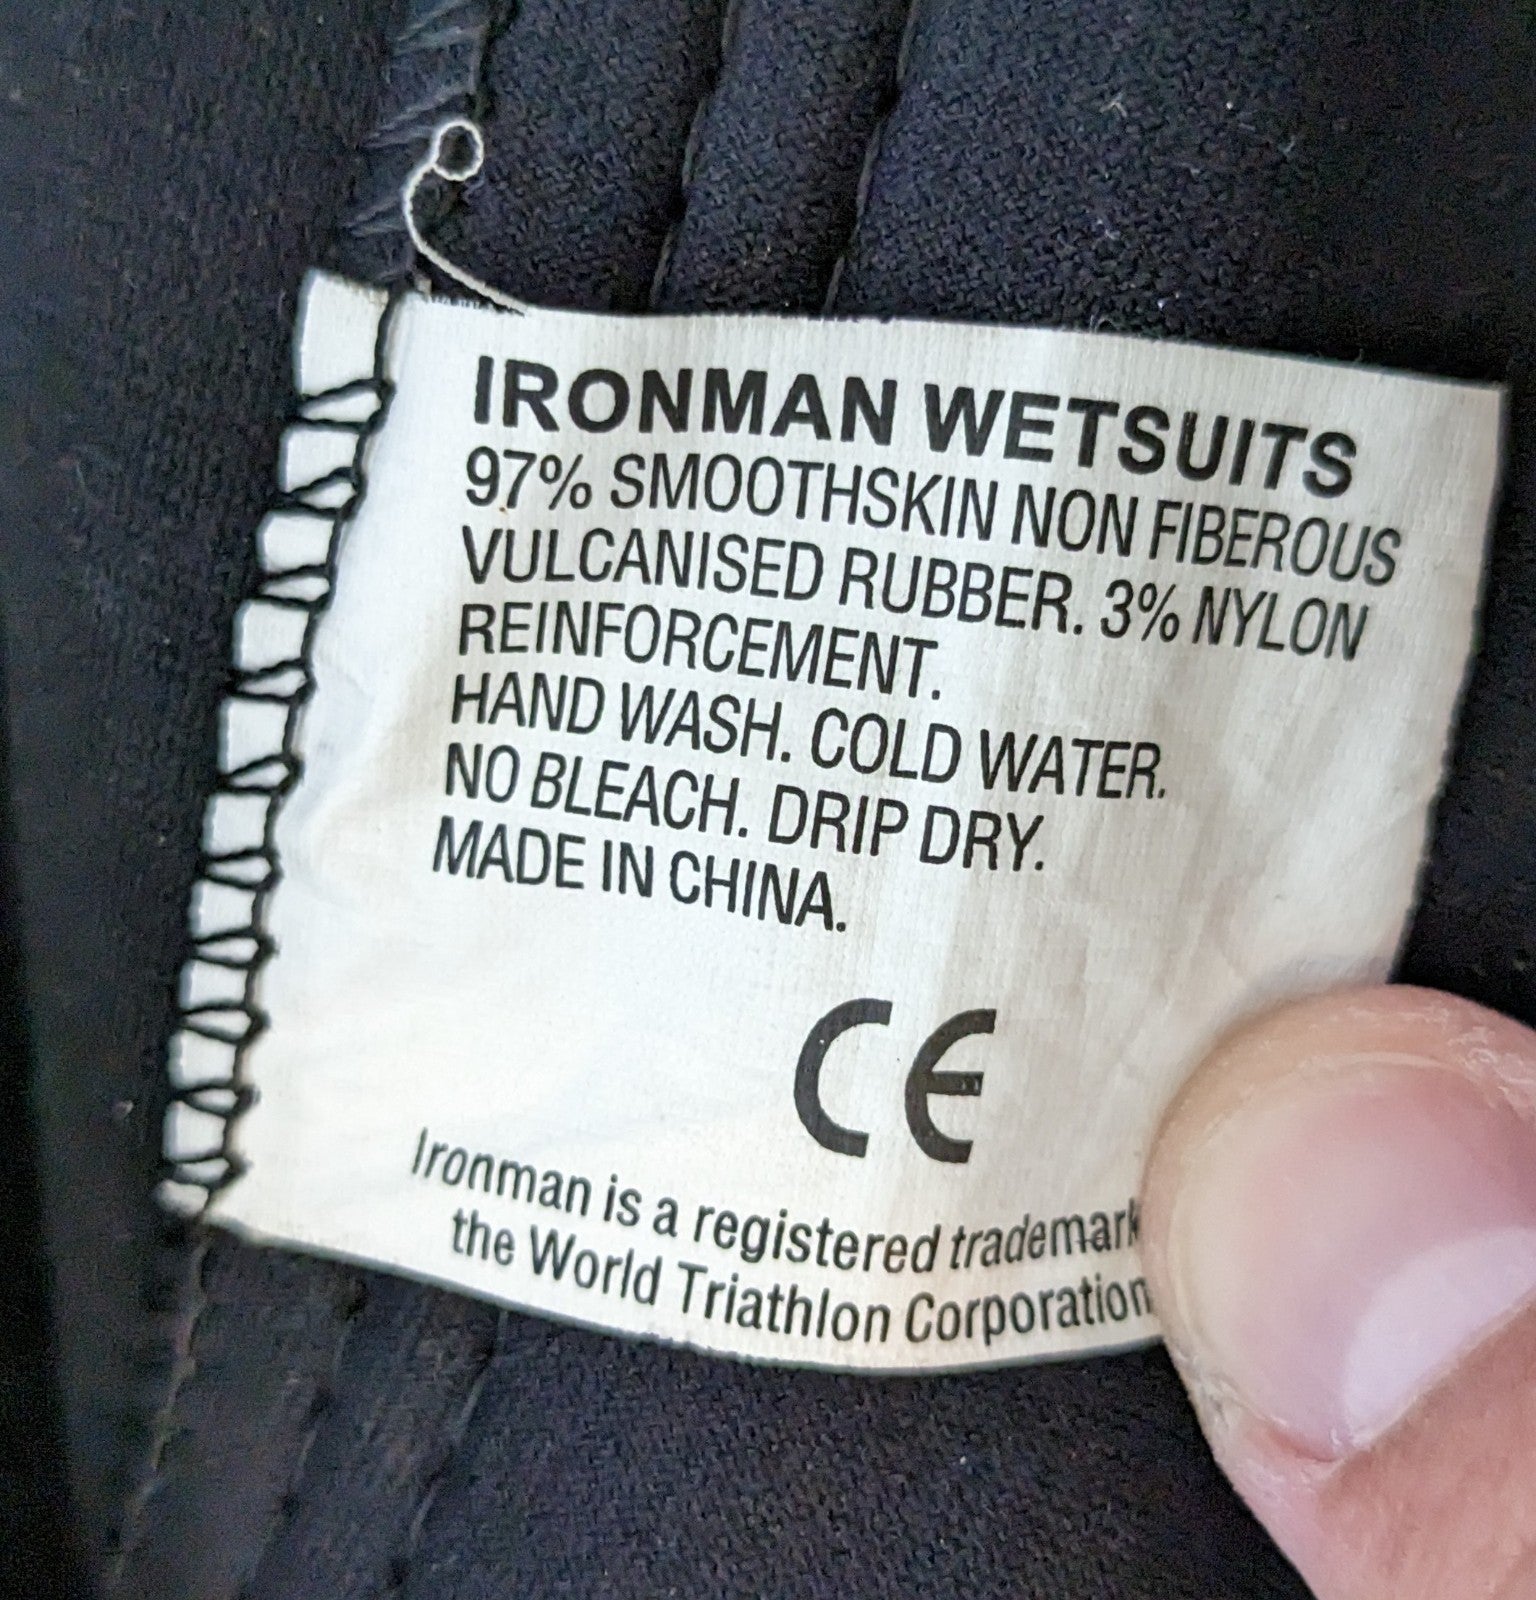 IRONMAN WETSUITS
97% SMOOTHSKIN NON FIBEROUS
VULCANISED RUBBER. 3% NYLON
REINFORCEMENT.
HAND WASH. COLD WATER.
NO BLEACH. DRIP DRY.
MADE IN CHINA.
CE
Ironman is a registered trademark
the World Triathlon Corporation